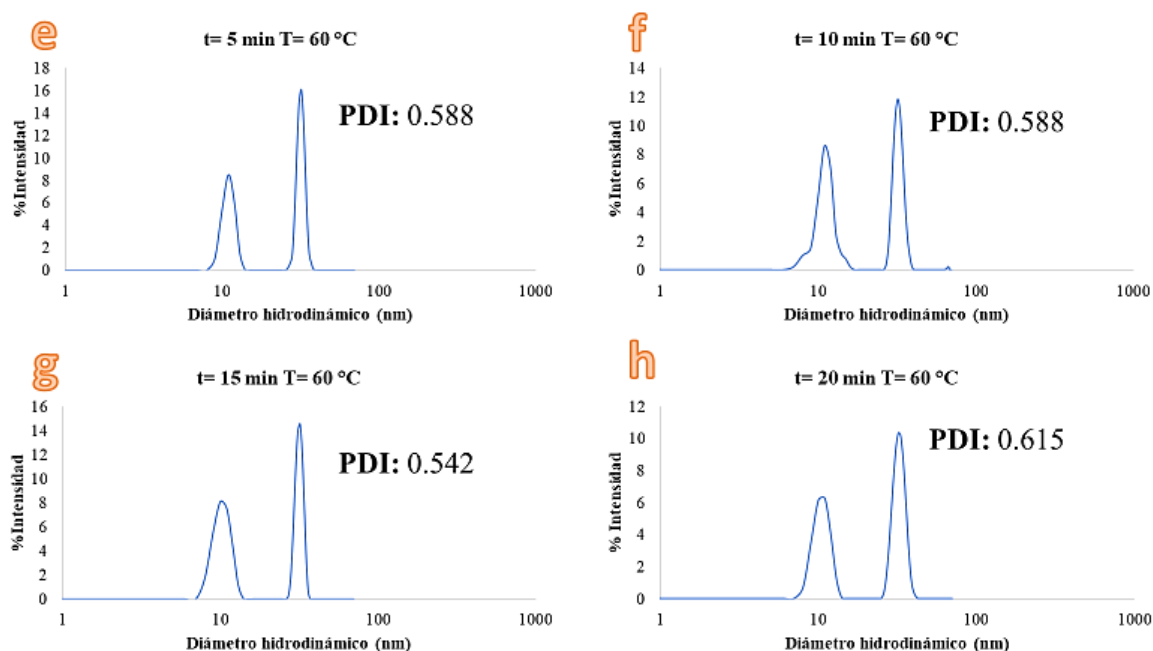 e
t= 5 min T= 60 °C
PDI: 0.588
%Intensidad
18
16
14
12
10
8
6
4
2
0
1
10
100
1000
Diámetro hidrodinámico (nm)
f
t= 10 min T= 60 °C
PDI: 0.588
%Intensidad
14
12
10
8
6
4
2
0
1
10
100
1000
Diámetro hidrodinámico (nm)
g
t= 15 min T= 60 °C
PDI: 0.542
%Intensidad
16
14
12
10
8
6
4
2
0
1
10
100
1000
Diámetro hidrodinámico (nm)
h
t= 20 min T= 60 °C
PDI: 0.615
% Intensidad
12
10
8
6
4
2
0
1
10
100
1000
Diámetro hidrodinámico (nm)